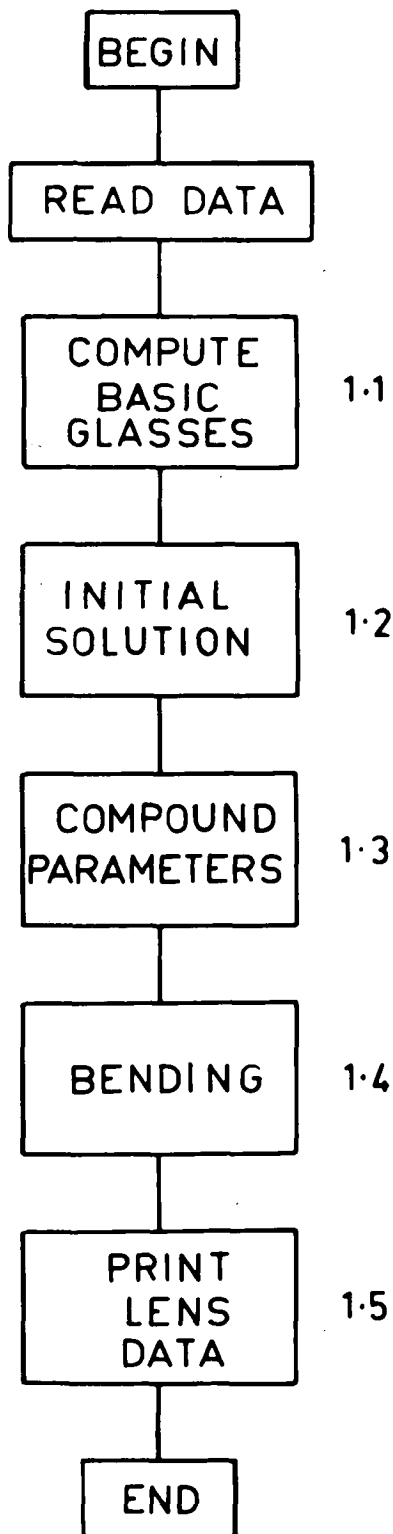 BEGIN
READ DATA
COMPUTE
BASIC
GLASSES
1·1
INITIAL
SOLUTION
1·2
COMPOUND
PARAMETERS
1·3
BENDING
1·4
PRINT
LENS
DATA
1·5
END